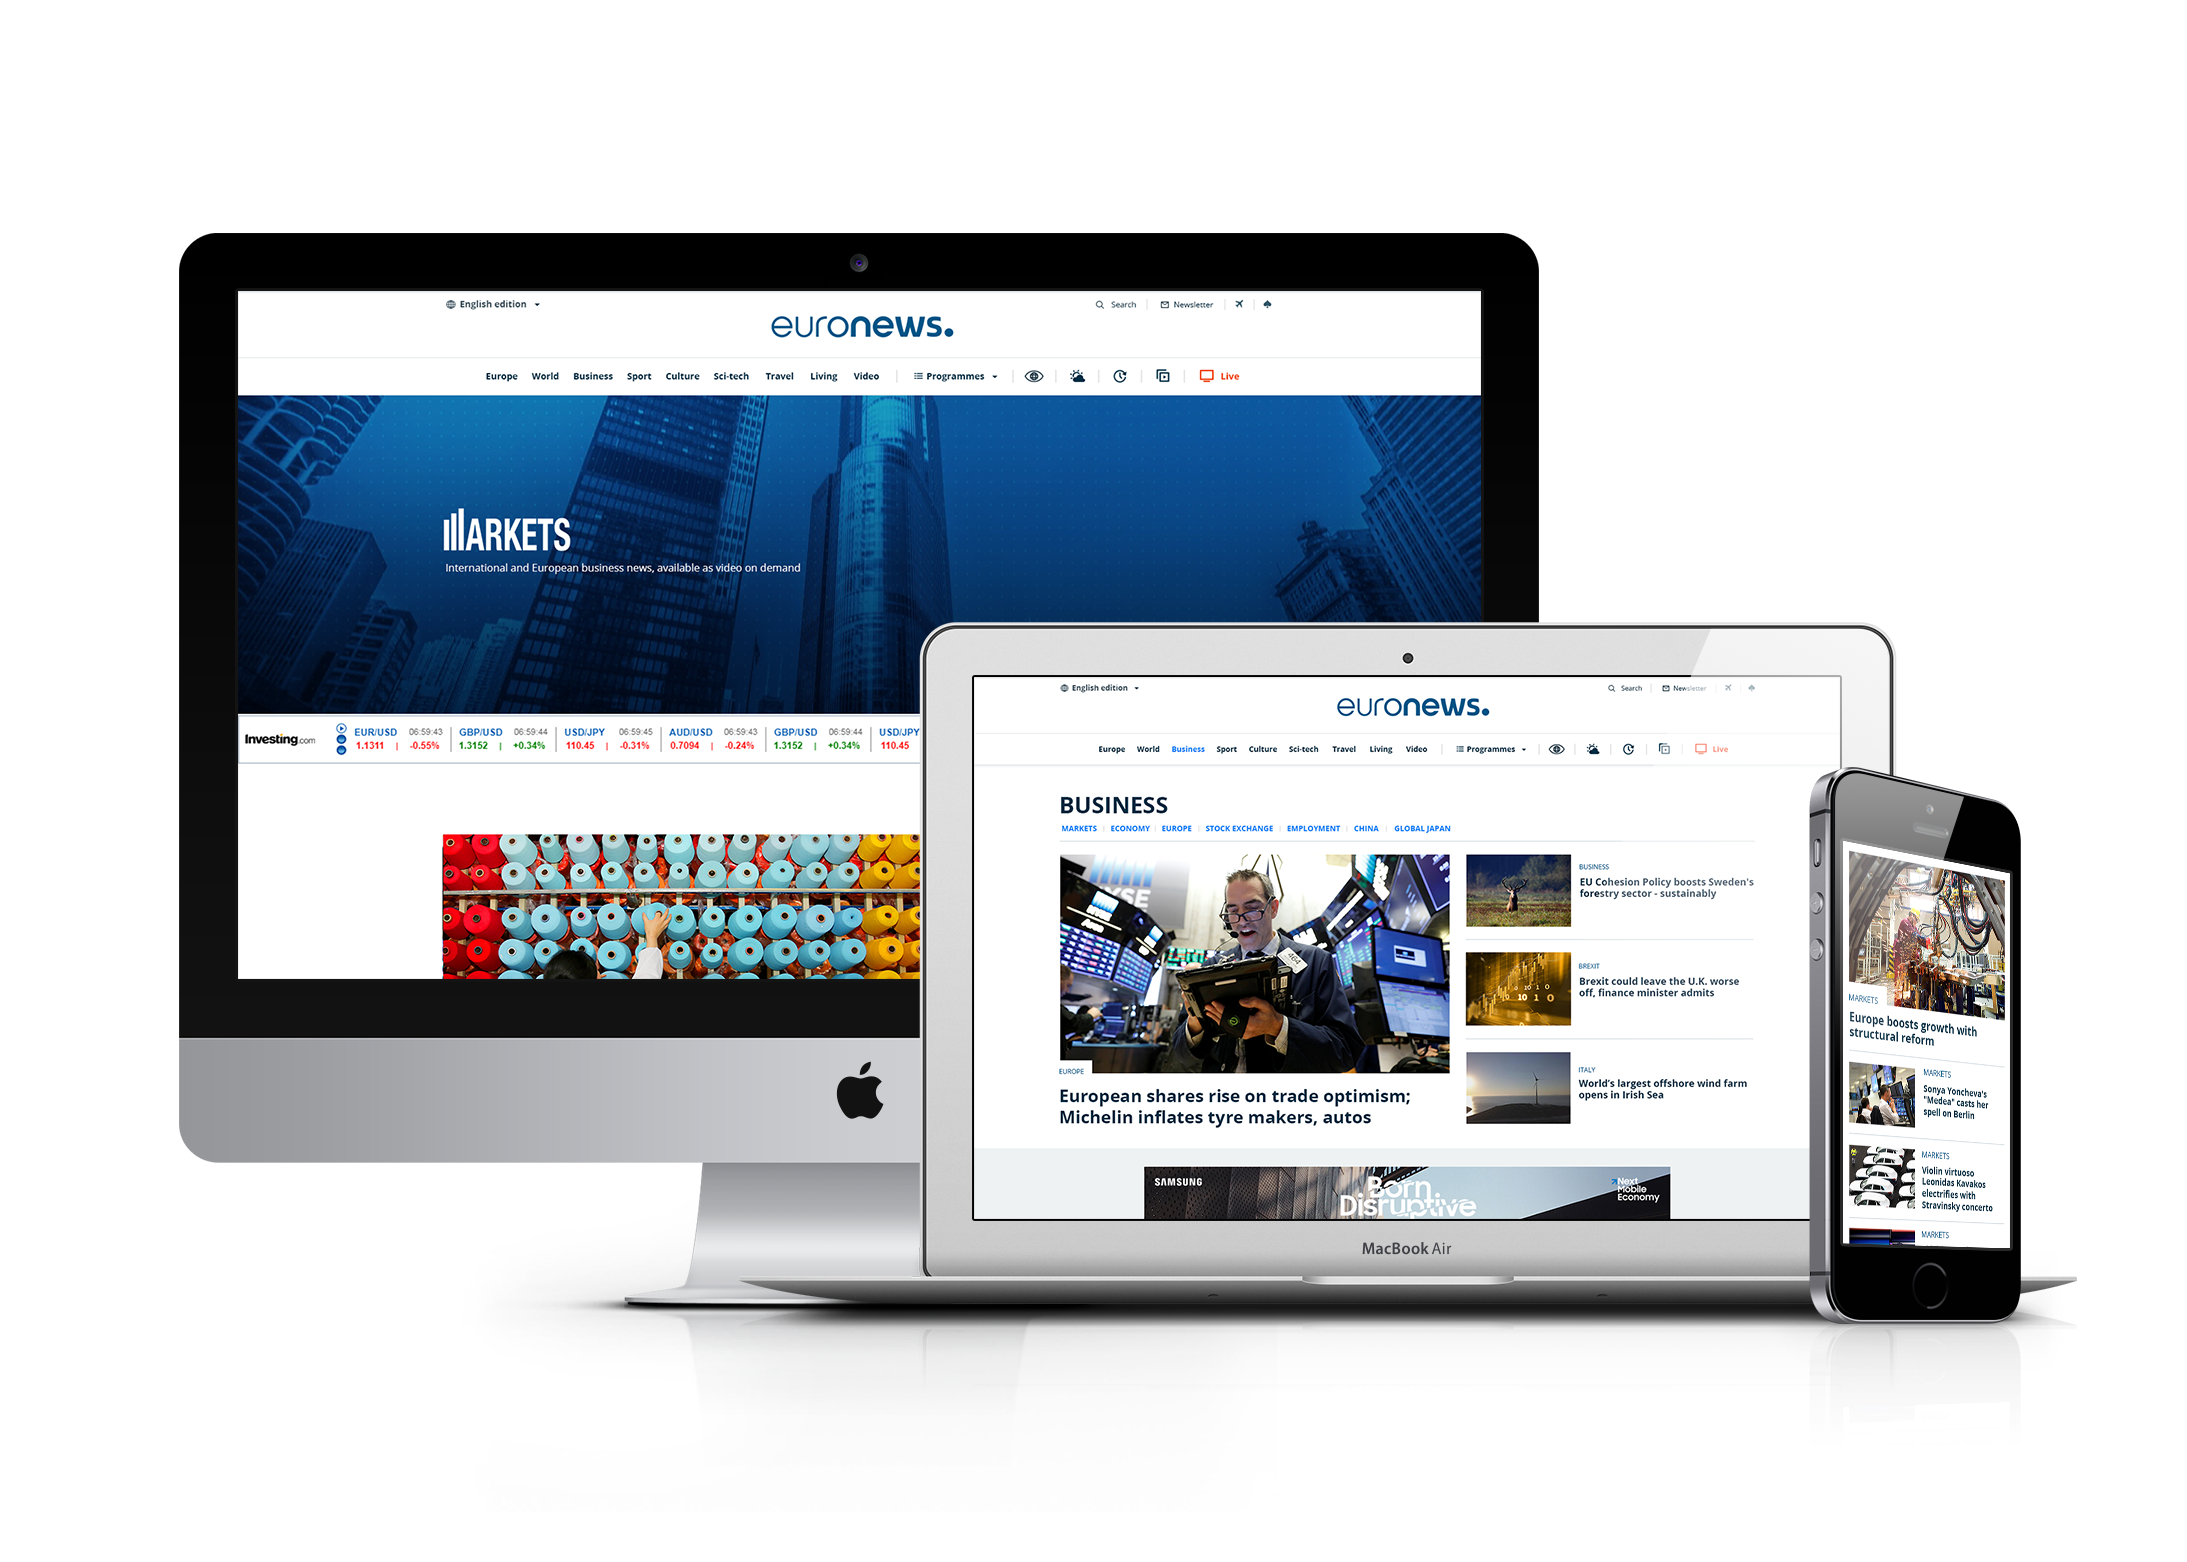 English edition
Search
Newsletter
euronews.
Europe World Business Sport Culture Sci-tech Travel Living Video Programmes Live
MARKETS
International and European business news, available as video on demand
Investing.com
EUR/USD 06:59:43 GBP/USD 06:59:44 USD/JPY 06:59:45 AUD/USD 06:59:43 GBP/USD 06:59:44 USD/JPY
1.1311 | -0.55% 1.3152 | +0.34% 110.45 | -0.31% 0.7094 | -0.24% 1.3152 | +0.34% 110.45
English edition
Search
Newsletter
euronews.
Europe World Business Sport Culture Sci-tech Travel Living Video Programmes Live
BUSINESS
MARKETS | ECONOMY | EUROPE | STOCK EXCHANGE | EMPLOYMENT | CHINA | GLOBAL JAPAN
NYSE
464
EUROPE
European shares rise on trade optimism;
Michelin inflates tyre makers, autos
BUSINESS
EU Cohesion Policy boosts Sweden's
forestry sector - sustainably
10 1 0
10 1 0
BREXIT
Brexit could leave the U.K. worse
off, finance minister admits
ITALY
World's largest offshore wind farm
opens in Irish Sea
SAMSUNG
Born
Disruptive
Next
Mobile
Economy
MacBook Air
MARKETS
Europe boosts growth with
structural reform
MARKETS
Sonya Yoncheva's
"Medea" casts her
spell on Berlin
MARKETS
Violin virtuoso
Leonidas Kavakos
electrifies with
Stravinsky concerto
MARKETS